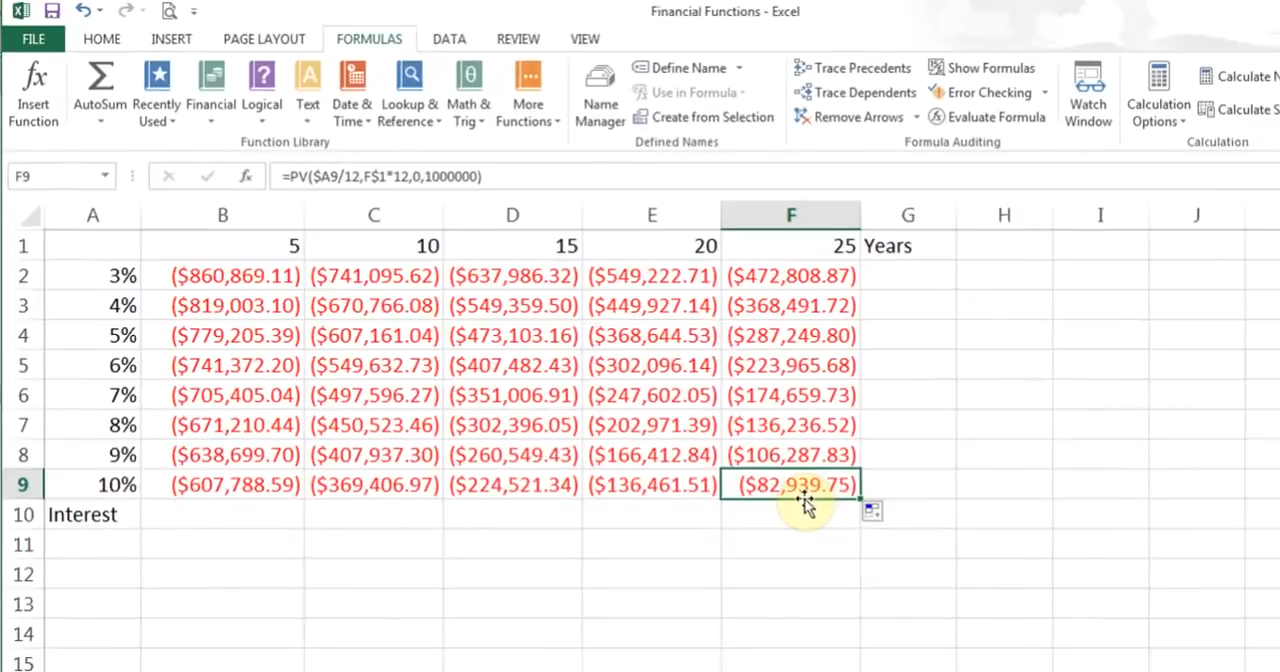 Financial Functions - Excel
FILE HOME INSERT PAGE LAYOUT FORMULAS DATA REVIEW VIEW
fx Insert Function
Σ AutoSum
Recently Used
Financial
Logical
A Text
Date & Time
Lookup & Reference
θ Math & Trig
More Functions
Function Library
Name Manager
Define Name
Use in Formula
Create from Selection
Defined Names
Trace Precedents
Trace Dependents
Remove Arrows
Show Formulas
Error Checking
Evaluate Formula
Formula Auditing
Watch Window
Calculation Options
Calculate N
Calculate S
Calculation
F9 fx =PV($A9/12,F$1*12,0,1000000)
A B C D E F G H I J
1 5 10 15 20 25 Years
2 3% ($860,869.11) ($741,095.62) ($637,986.32) ($549,222.71) ($472,808.87)
3 4% ($819,003.10) ($670,766.08) ($549,359.50) ($449,927.14) ($368,491.72)
4 5% ($779,205.39) ($607,161.04) ($473,103.16) ($368,644.53) ($287,249.80)
5 6% ($741,372.20) ($549,632.73) ($407,482.43) ($302,096.14) ($223,965.68)
6 7% ($705,405.04) ($497,596.27) ($351,006.91) ($247,602.05) ($174,659.73)
7 8% ($671,210.44) ($450,523.46) ($302,396.05) ($202,971.39) ($136,236.52)
8 9% ($638,699.70) ($407,937.30) ($260,549.43) ($166,412.84) ($106,287.83)
9 10% ($607,788.59) ($369,406.97) ($224,521.34) ($136,461.51) ($82,939.75)
10 Interest
11
12
13
14
15